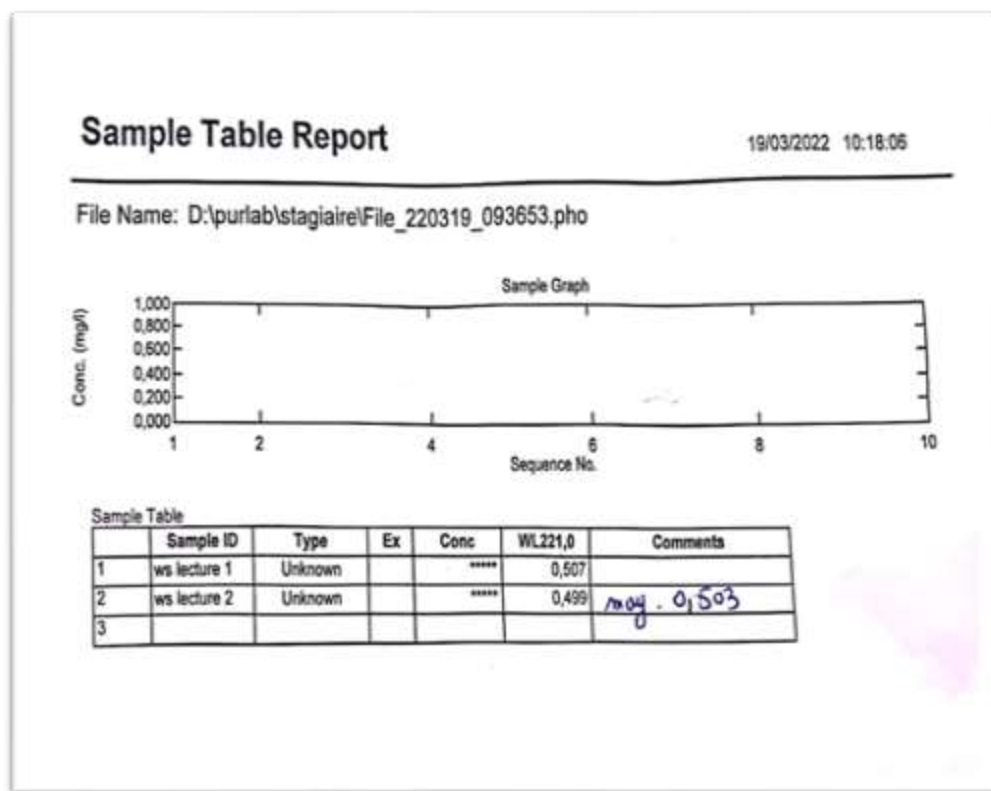 Sample Table Report
19/03/2022 10:18:06
File Name: D:\purlab\stagiaire\File_220319_093653.pho
Sample Graph
Conc. (mg/l)
1,000
0,800
0,600
0,400
0,200
0,000
1 2 4 6 8 10
Sequence No.
Sample Table
Sample ID Type Ex Conc WL221,0 Comments
1 ws lecture 1 Unknown ***** 0,507
2 ws lecture 2 Unknown ***** 0,499 moy . 0,503
3